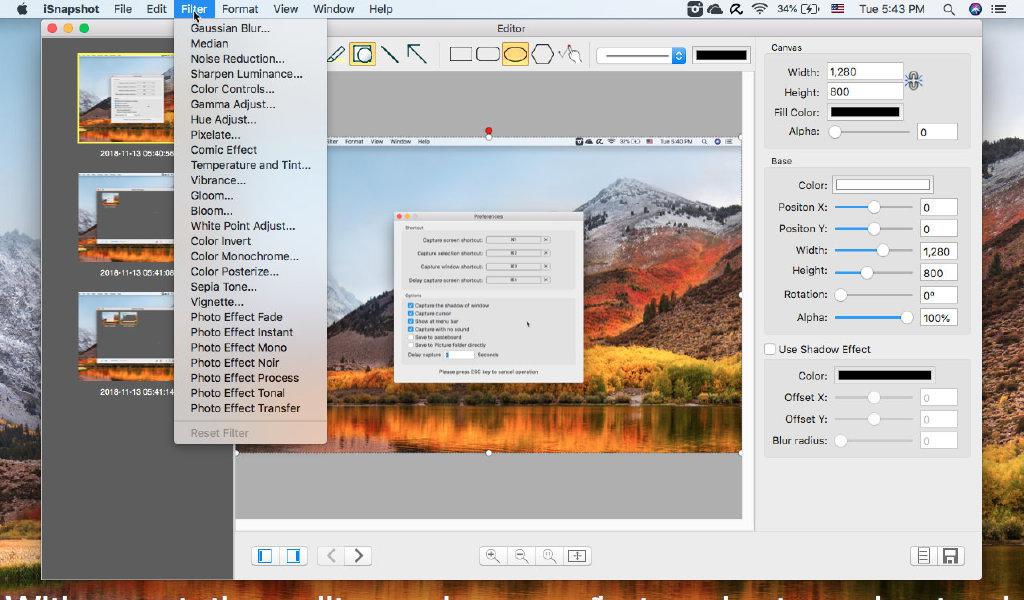 iSnapshot File Edit Filter Format View Window Help 34% Tue 5:43 PM
Editor
Gaussian Blur...
Median
Noise Reduction...
Sharpen Luminance...
Color Controls...
Gamma Adjust...
Hue Adjust...
Pixelate...
Comic Effect
Temperature and Tint...
Vibrance...
Gloom...
Bloom...
White Point Adjust...
Color Invert
Color Monochrome...
Color Posterize...
Sepia Tone...
Vignette...
Photo Effect Fade
Photo Effect Instant
Photo Effect Mono
Photo Effect Noir
Photo Effect Process
Photo Effect Tonal
Photo Effect Transfer
Reset Filter
2018-11-13 05:40:56
2018-11-13 05:41:08
2018-11-13 05:41:14
Filter Format View Window Help Tue 5:40 PM
Preferences
Shortcut
Capture screen shortcut:
Capture selection shortcut:
Capture window shortcut:
Delay capture screen shortcut:
Options
Capture the shadow of window
Capture cursor
Show at menu bar
Capture with no sound
Save to pasteboard
Save to Picture folder directly
Delay capture Seconds
Please press ESC key to cancel operation
Canvas
Width: 1,280
Height: 800
Fill Color:
Alpha: 0
Base
Color:
Positon X: 0
Positon Y: 0
Width: 1,280
Height: 800
Rotation: 0°
Alpha: 100%
Use Shadow Effect
Color:
Offset X: 0
Offset Y: 0
Blur radius: 0